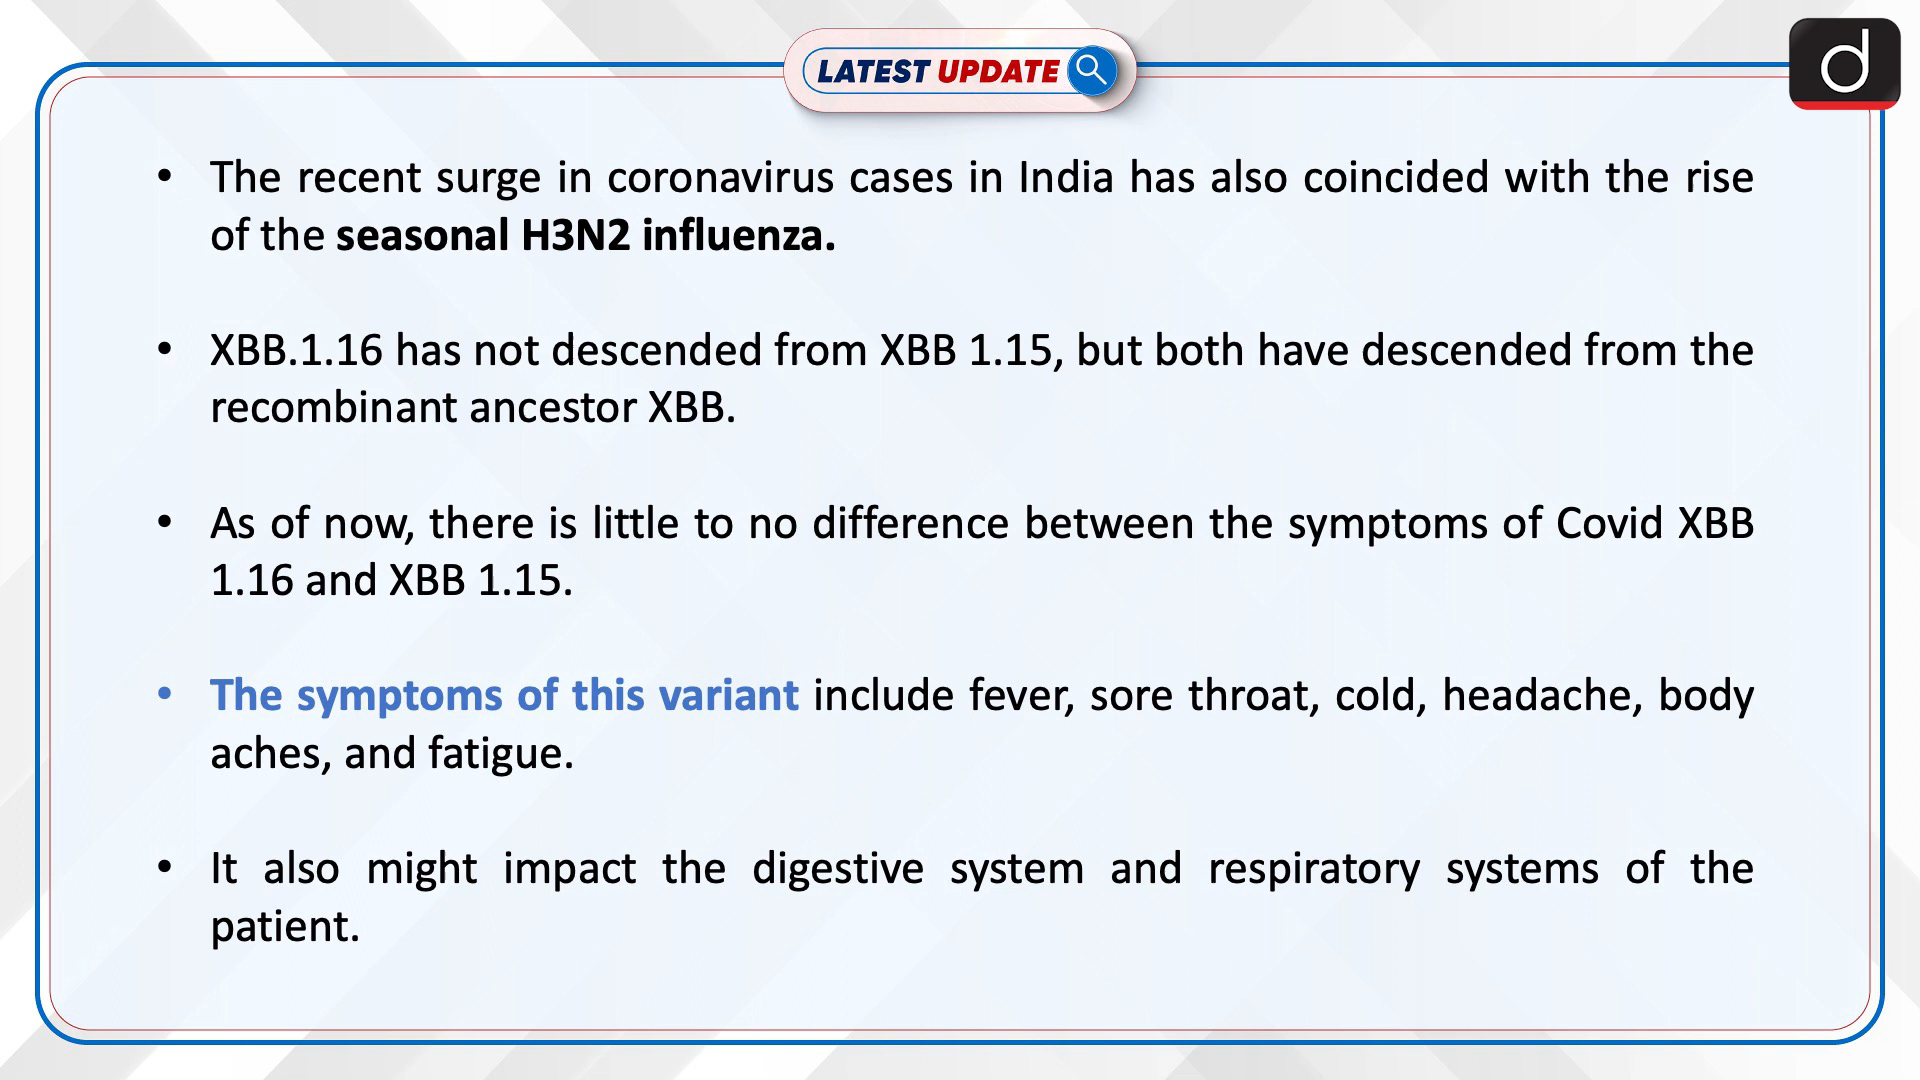 LATEST UPDATE
d
• The recent surge in coronavirus cases in India has also coincided with the rise
of the seasonal H3N2 influenza.
• XBB.1.16 has not descended from XBB 1.15, but both have descended from the
recombinant ancestor XBB.
• As of now, there is little to no difference between the symptoms of Covid XBB
1.16 and XBB 1.15.
• The symptoms of this variant include fever, sore throat, cold, headache, body
aches, and fatigue.
• It also might impact the digestive system and respiratory systems of the
patient.